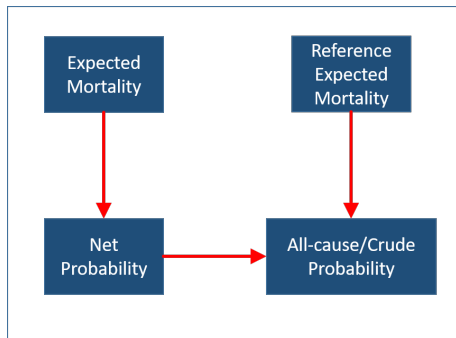 Expected
Mortality
Reference
Expected
Mortality
Net
Probability
All-cause/Crude
Probability